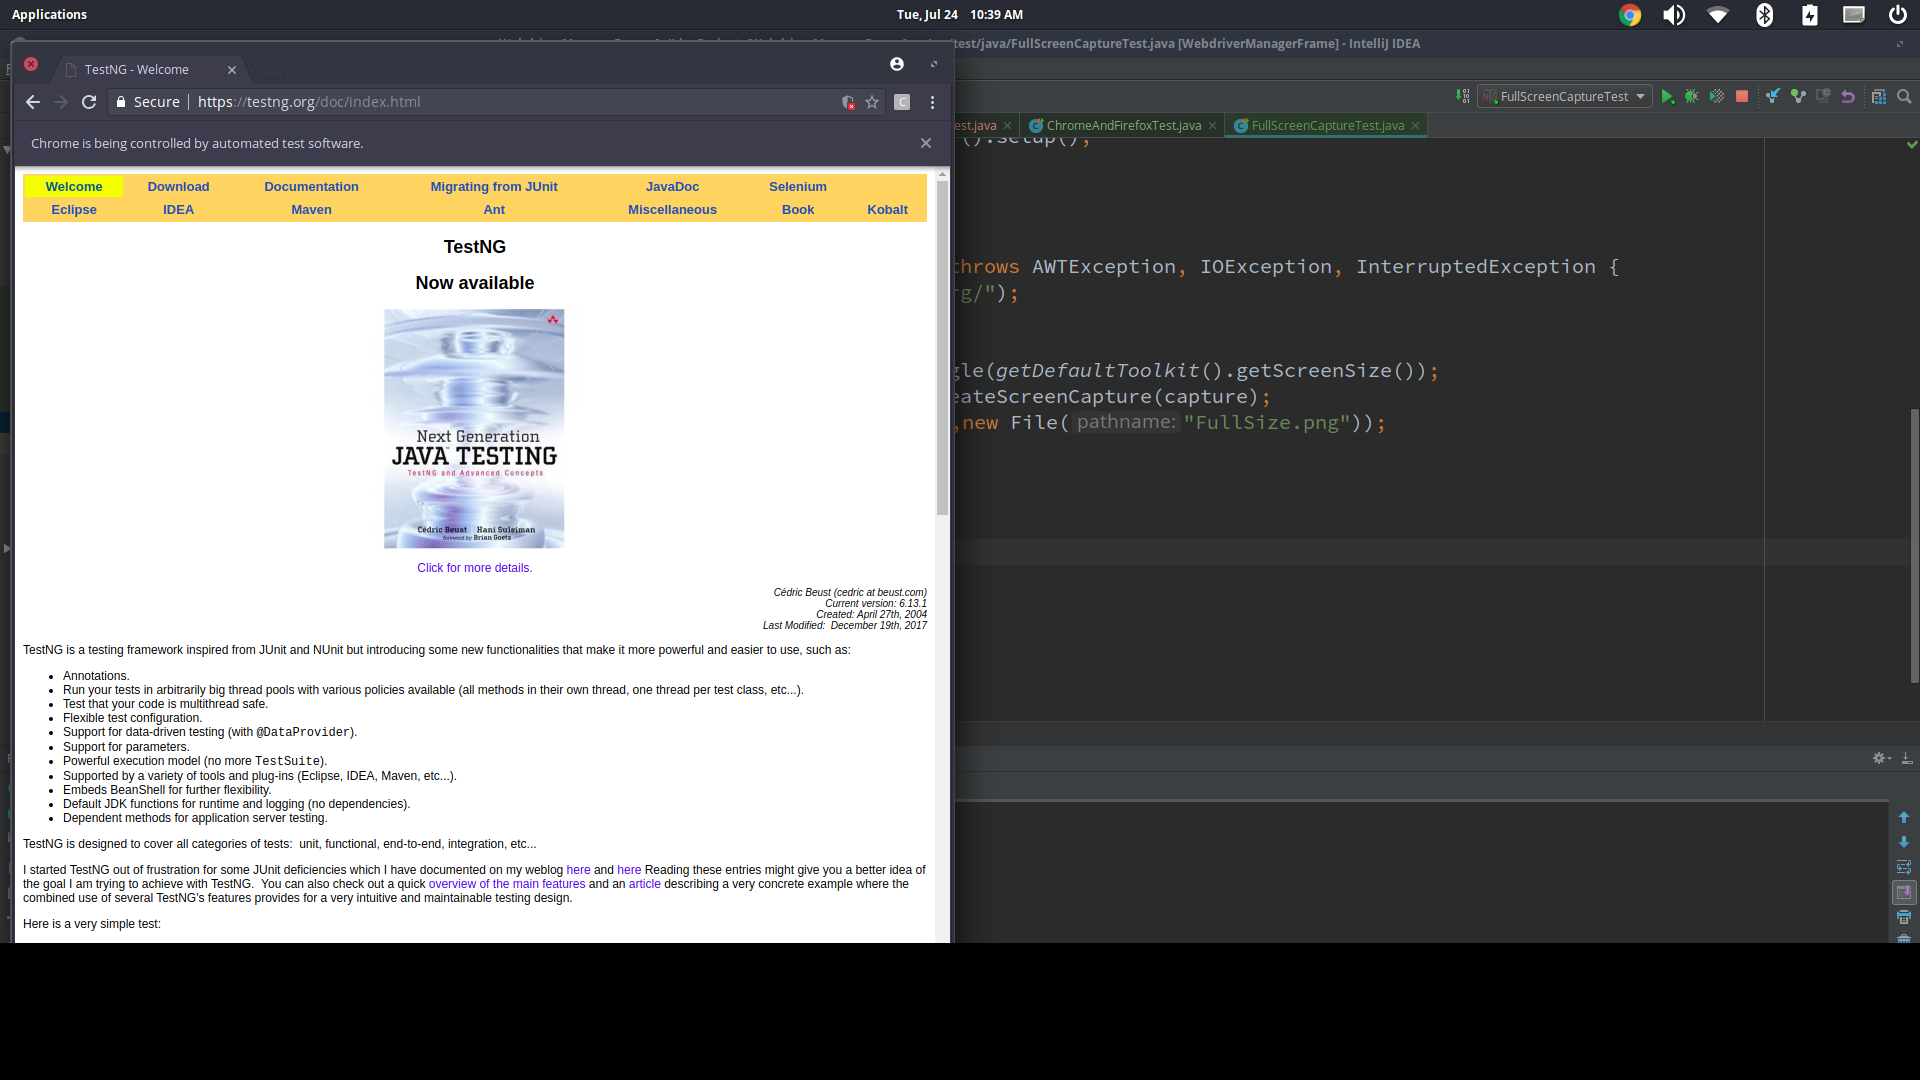 Applications
Tue, Jul 24 10:39 AM
test/java/FullScreenCaptureTest.java [WebdriverManagerFrame] - IntelliJ IDEA
TestNG - Welcome
Secure https://testng.org/doc/index.html
FullScreenCaptureTest
Chrome is being controlled by automated test software.
est.java ChromeAndFirefoxTest.java FullScreenCaptureTest.java
().setup();
Welcome Download Documentation Migrating from JUnit JavaDoc Selenium
Eclipse IDEA Maven Ant Miscellaneous Book Kobalt
TestNG
Now available
Next Generation
JAVA TESTING
TestNG and Advanced Concepts
Cédric Beust Hani Suleiman
foreword by Brian Goetz
Click for more details.
Cédric Beust (cedric at beust.com)
Current version: 6.13.1
Created: April 27th, 2004
Last Modified: December 19th, 2017
TestNG is a testing framework inspired from JUnit and NUnit but introducing some new functionalities that make it more powerful and easier to use, such as:
• Annotations.
• Run your tests in arbitrarily big thread pools with various policies available (all methods in their own thread, one thread per test class, etc...).
• Test that your code is multithread safe.
• Flexible test configuration.
• Support for data-driven testing (with @DataProvider).
• Support for parameters.
• Powerful execution model (no more TestSuite).
• Supported by a variety of tools and plug-ins (Eclipse, IDEA, Maven, etc...).
• Embeds BeanShell for further flexibility.
• Default JDK functions for runtime and logging (no dependencies).
• Dependent methods for application server testing.
TestNG is designed to cover all categories of tests: unit, functional, end-to-end, integration, etc...
I started TestNG out of frustration for some JUnit deficiencies which I have documented on my weblog here and here Reading these entries might give you a better idea of
the goal I am trying to achieve with TestNG. You can also check out a quick overview of the main features and an article describing a very concrete example where the
combined use of several TestNG's features provides for a very intuitive and maintainable testing design.
Here is a very simple test:
throws AWTException, IOException, InterruptedException {
rg/");
gle(getDefaultToolkit().getScreenSize());
eateScreenCapture(capture);
,new File( pathname: "FullSize.png"));